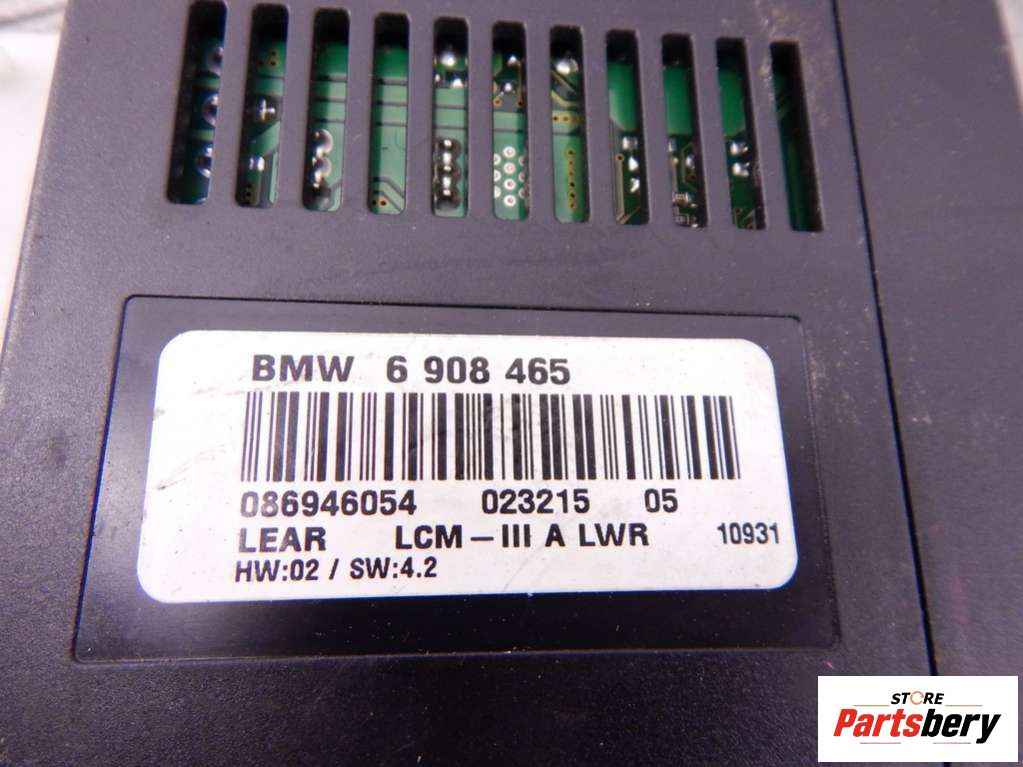 BMW 6 908 465
086946054 023215 05
LEAR LCM – III A LWR 10931
HW:02 / SW:4.2
STORE
Partsbery